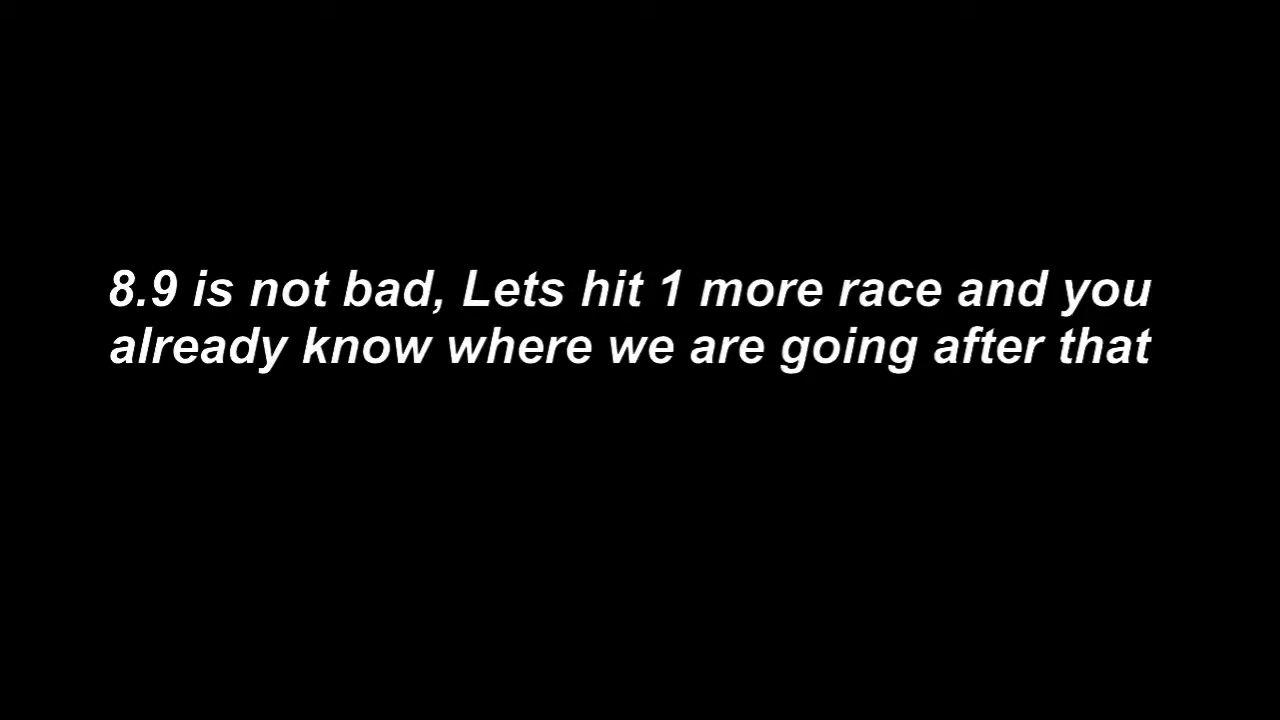 8.9 is not bad, Lets hit 1 more race and you
already know where we are going after that